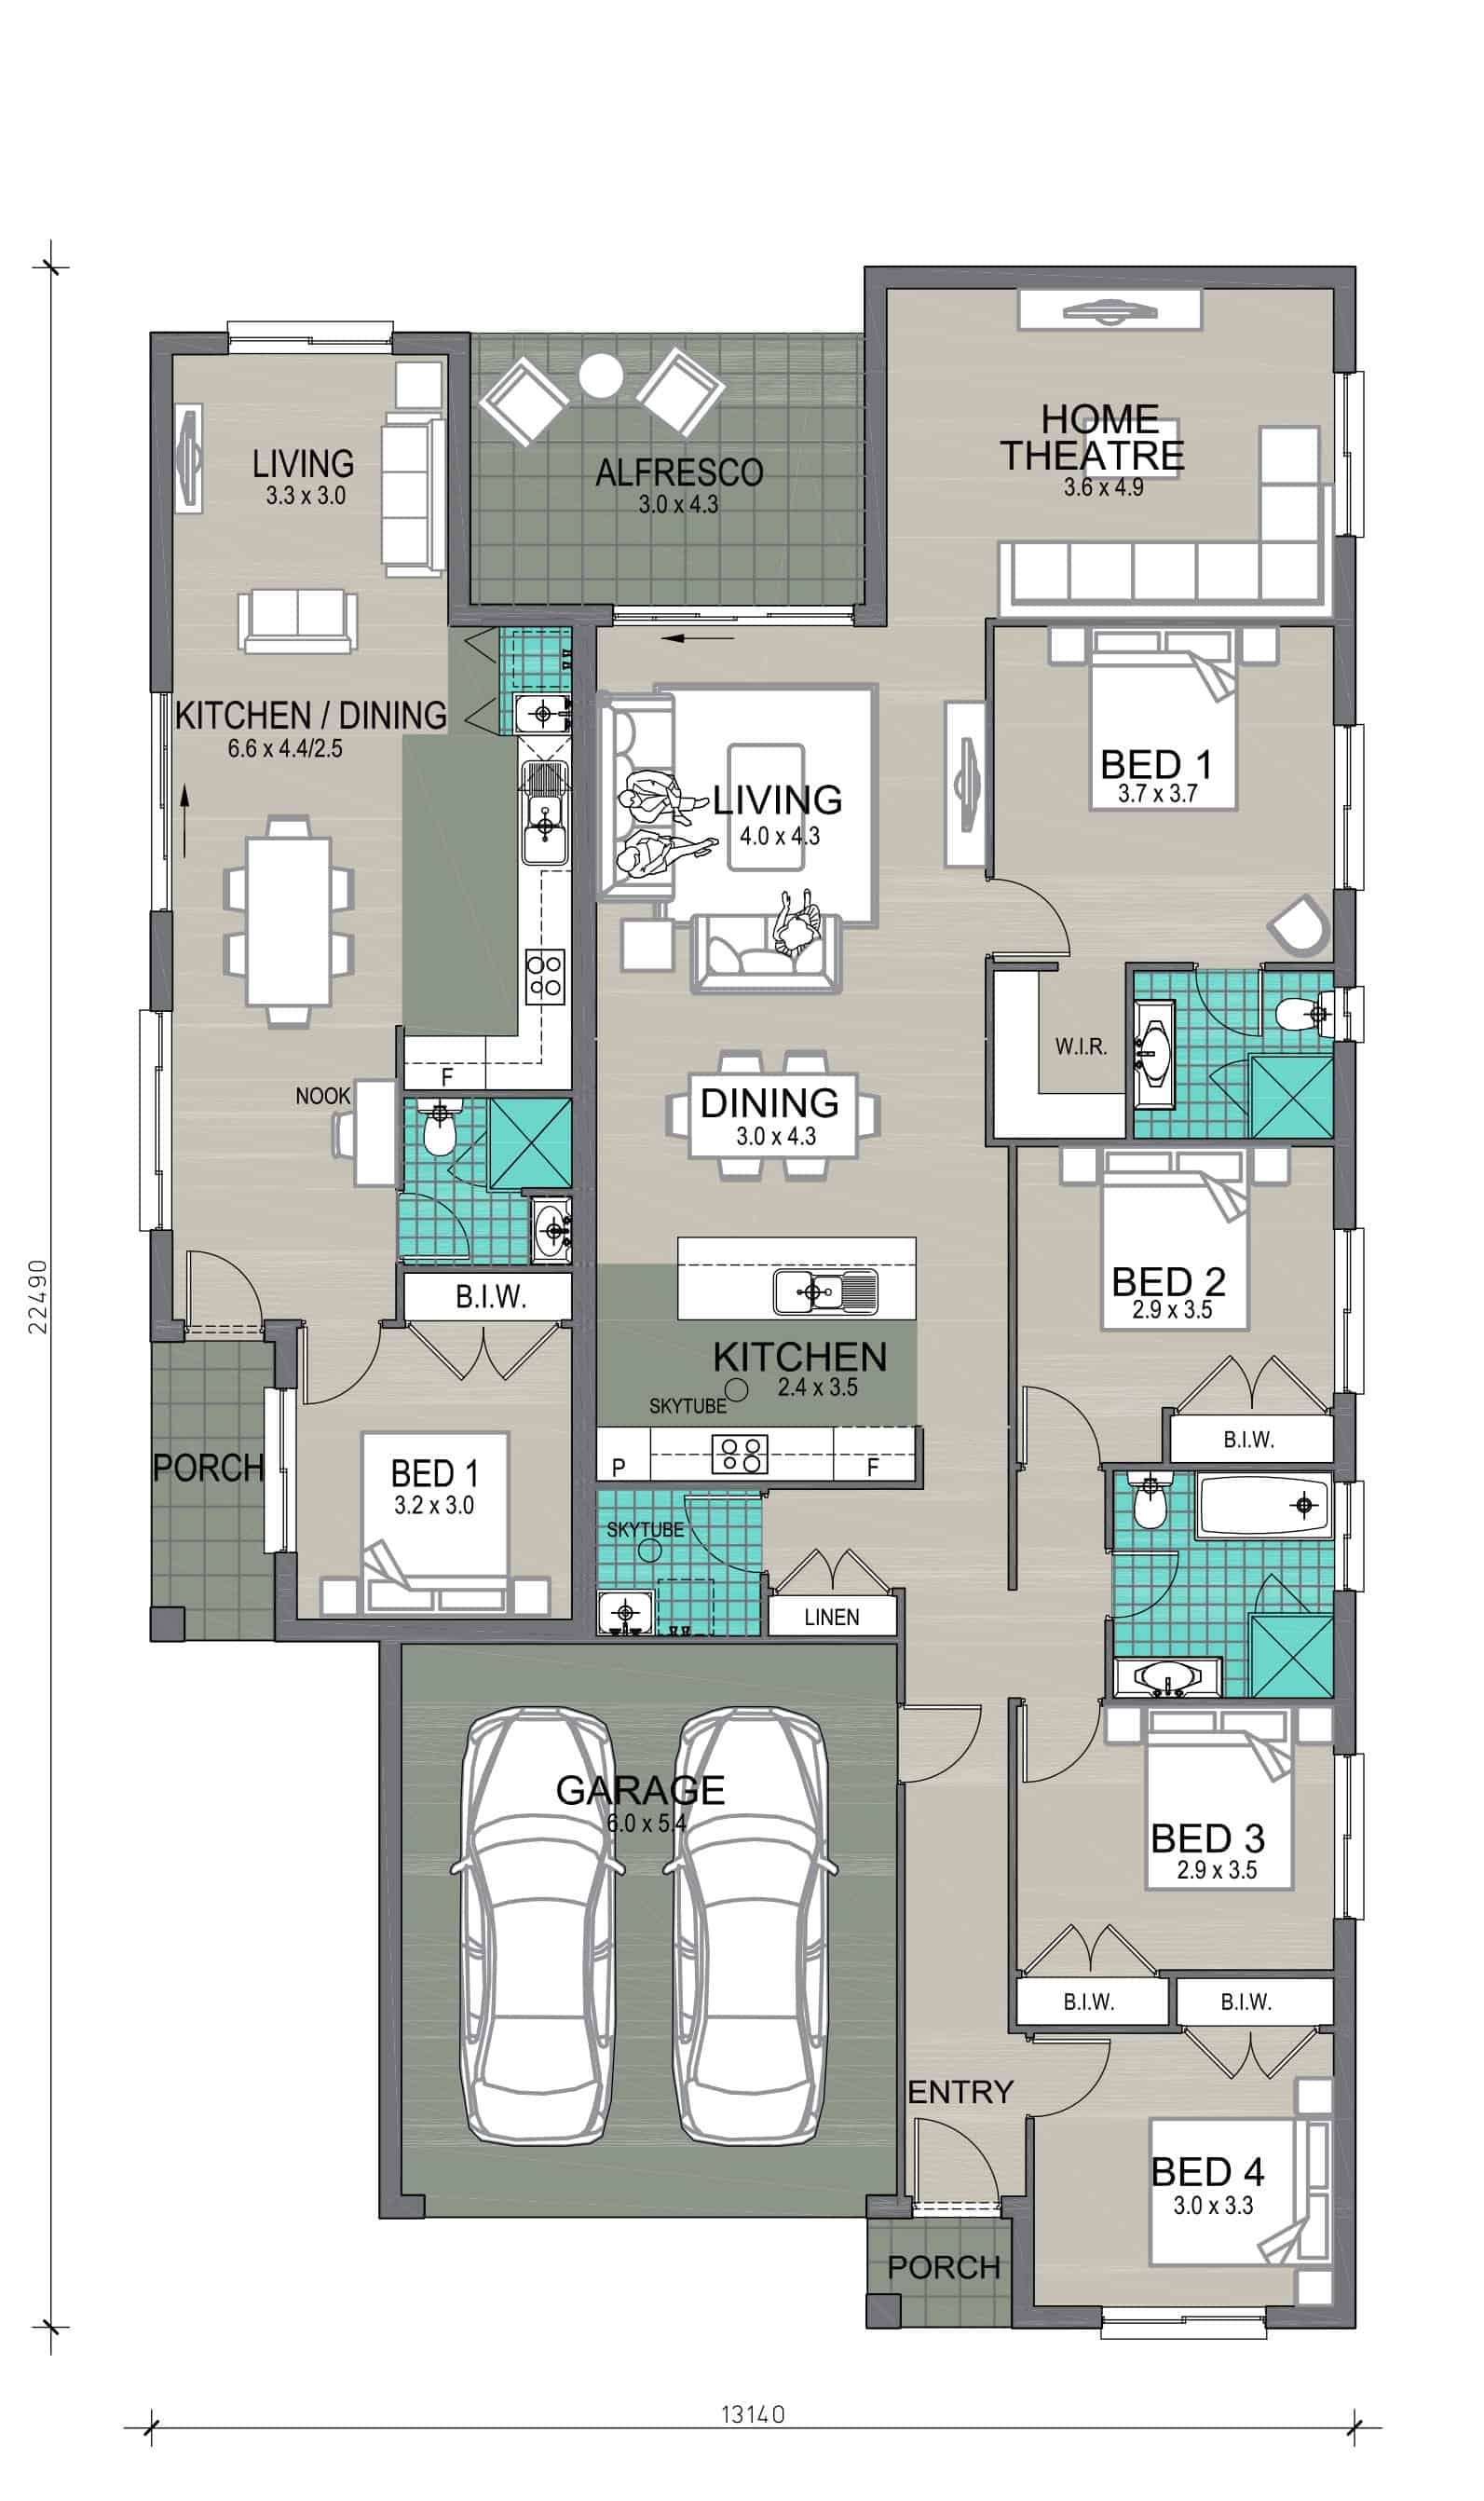 HOME
THEATRE
3.6 x 4.9
LIVING
3.3 x 3.0
ALFRESCO
3.0 x 4.3
KITCHEN / DINING
6.6 x 4.4/2.5
LIVING
4.0 x 4.3
BED 1
3.7 x 3.7
W.I.R.
F
NOOK
DINING
3.0 x 4.3
B.I.W.
BED 2
2.9 x 3.5
22490
KITCHEN
2.4 x 3.5
SKYTUBE
B.I.W.
PORCH
BED 1
3.2 x 3.0
P
F
SKYTUBE
LINEN
GARAGE
6.0 x 5.4
BED 3
2.9 x 3.5
B.I.W.
B.I.W.
ENTRY
BED 4
3.0 x 3.3
PORCH
13140